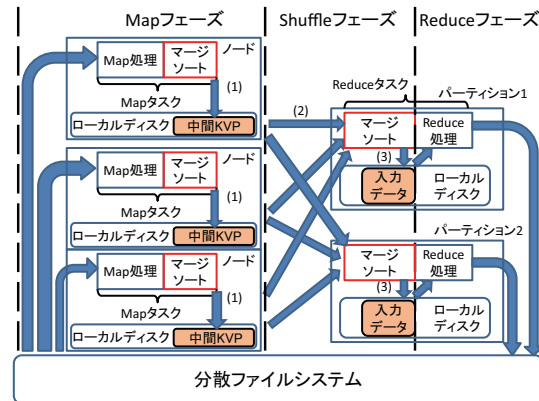 Mapフェーズ
Shuffleフェーズ
Reduceフェーズ
Map処理
マージ
ソート
ノード
(1)
Mapタスク
ローカルディスク
中間KVP
Map処理
マージ
ソート
ノード
(1)
Mapタスク
ローカルディスク
中間KVP
Map処理
マージ
ソート
ノード
(1)
Mapタスク
ローカルディスク
中間KVP
(2)
Reduceタスク
パーティション1
マージ
ソート
Reduce
処理
(3)
入力
データ
ローカル
ディスク
パーティション2
マージ
ソート
Reduce
処理
(3)
入力
データ
ローカル
ディスク
分散ファイルシステム